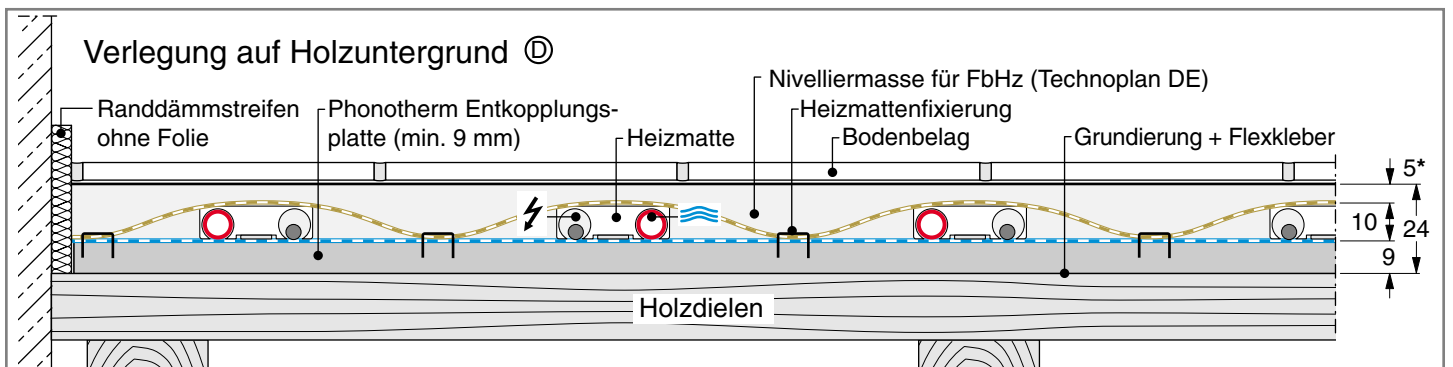 Verlegung auf Holzuntergrund Ⓓ
Nivelliermasse für FbHz (Technoplan DE)
Randdämmstreifen
ohne Folie
Phonotherm Entkopplungs-
platte (min. 9 mm)
Heizmatte
Heizmattenfixierung
Bodenbelag
Grundierung + Flexkleber
5*
10
24
9
Holzdielen